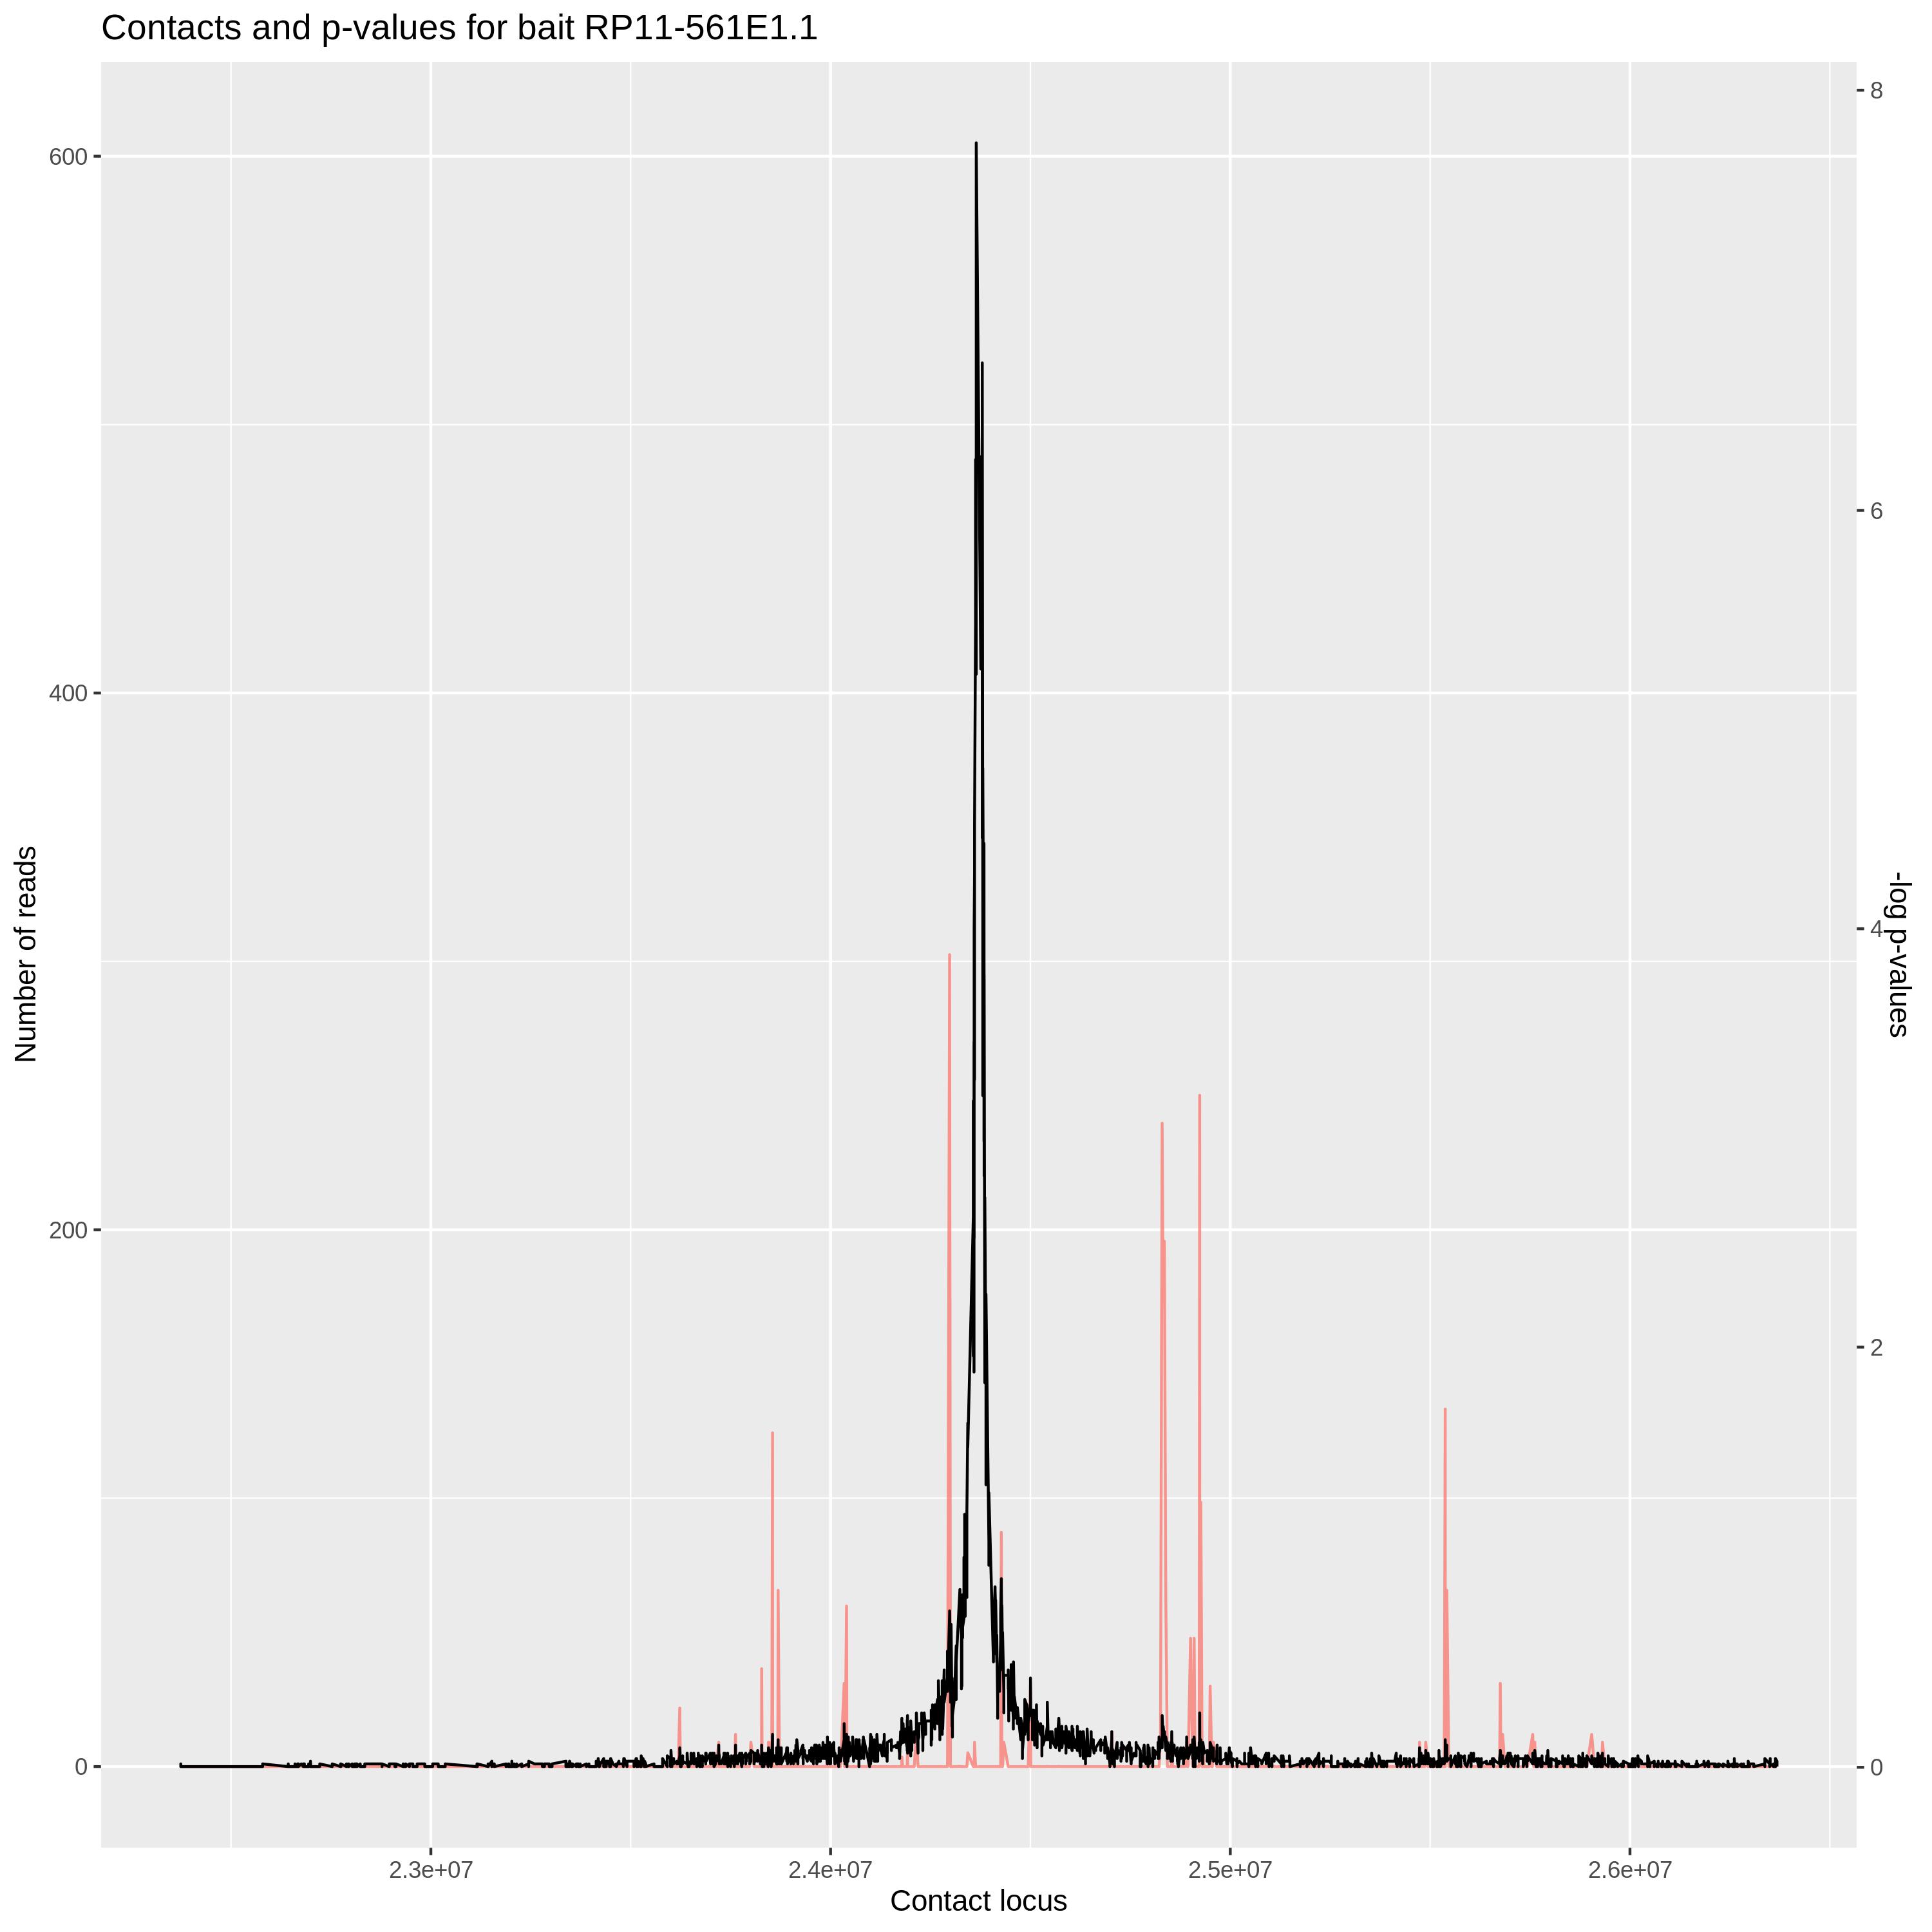 Contacts and p-values for bait RP11-561E1.1
600
400
200
0
Number of reads
8
6
4
2
0
-log p-values
2.3e+07
2.4e+07
2.5e+07
2.6e+07
Contact locus